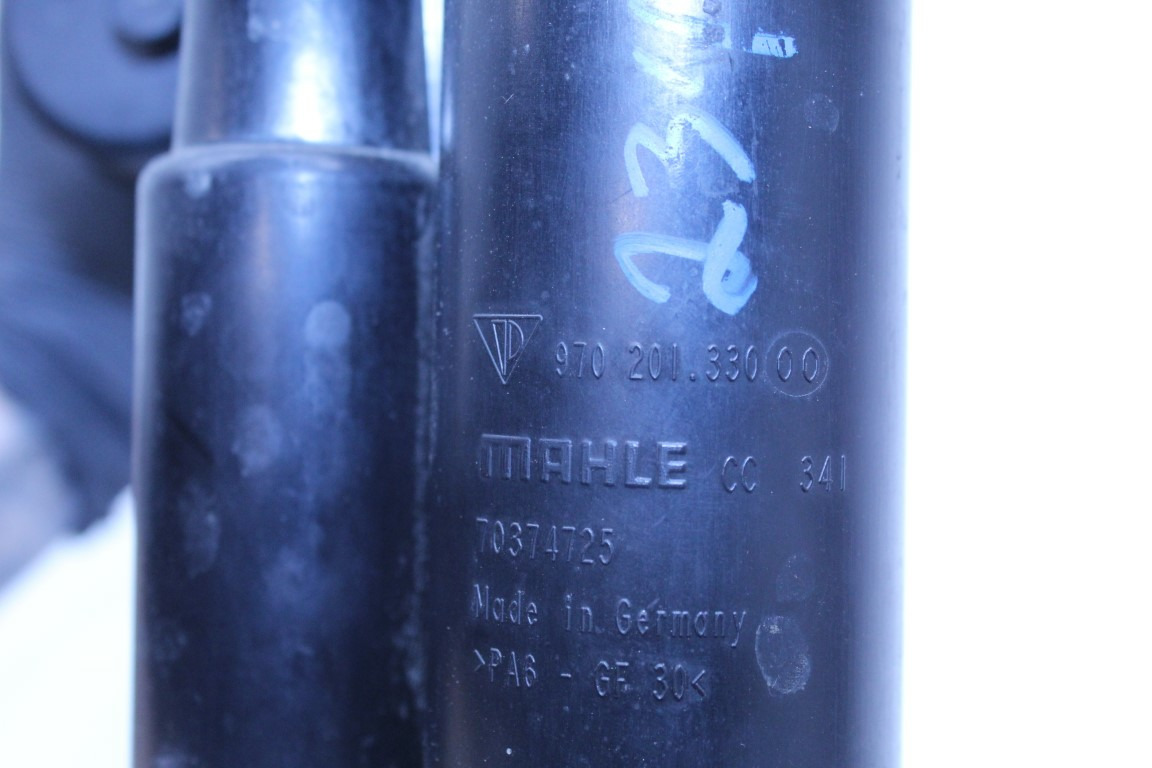 970 201.330 00
MAHLE CC 341
70374725
Made in Germany
>PA6 - GF 30<